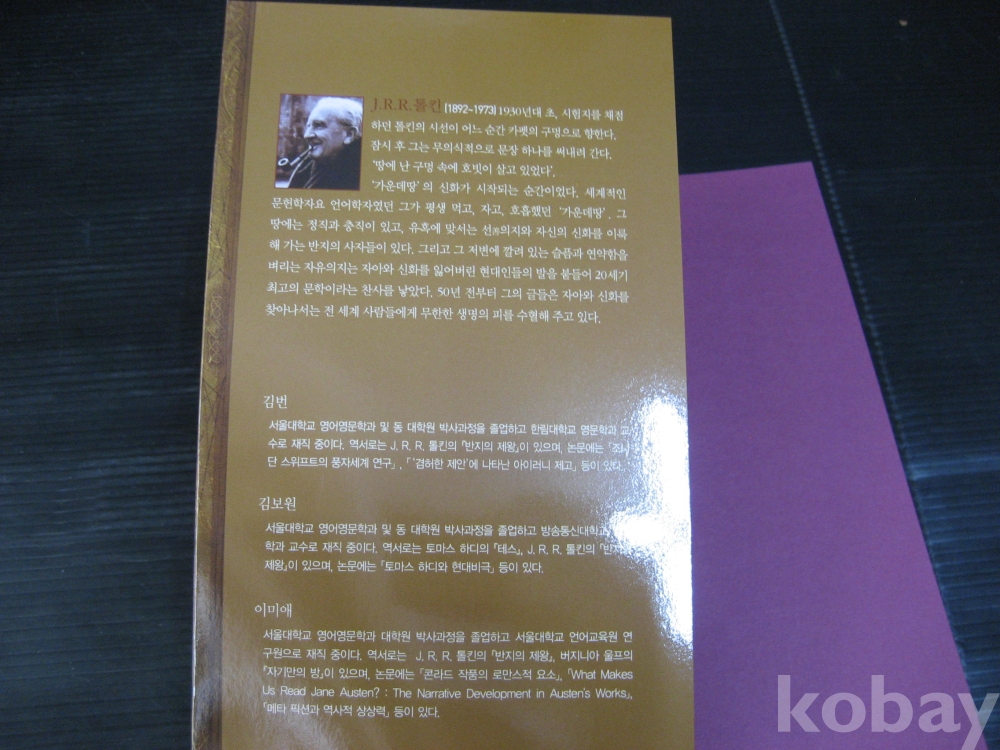 J.R.R.톨킨 [1892~1973] 1930년대 초, 시험지를 채점
하던 톨킨의 시선이 어느 순간 카펫의 구멍으로 향한다.
잠시 후 그는 무의식적으로 문장 하나를 써내려 간다.
'땅에 난 구멍 속에 호빗이 살고 있었다'.
'가운데땅'의 신화가 시작되는 순간이었다. 세계적인
문헌학자요 언어학자였던 그가 평생 먹고, 자고, 호흡했던 '가운데땅'. 그
땅에는 정직과 충직이 있고, 유혹에 맞서는 선善의지와 자신의 신화를 이룩
해 가는 반지의 사자들이 있다. 그리고 그 저변에 깔려 있는 슬픔과 연약함을
벼리는 자유의지는 자아와 신화를 잃어버린 현대인들의 발을 붙들어 20세기
최고의 문학이라는 찬사를 낳았다. 50년 전부터 그의 글들은 자아와 신화를
찾아나서는 전 세계 사람들에게 무한한 생명의 피를 수혈해 주고 있다.
김번
서울대학교 영어영문학과 및 동 대학원 박사과정을 졸업하고 한림대학교 영문학과 교
수로 재직 중이다. 역서로는 J. R. R. 톨킨의 『반지의 제왕』이 있으며, 논문에는 「조나
단 스위프트의 풍자세계 연구」, 「'겸허한 제안'에 나타난 아이러니 제고」 등이 있다.
김보원
서울대학교 영어영문학과 및 동 대학원 박사과정을 졸업하고 방송통신대학교
학과 교수로 재직 중이다. 역서로는 토마스 하디의 『테스』, J. R. R. 톨킨의 『반지의
제왕』이 있으며, 논문에는 「토마스 하디와 현대비극」 등이 있다.
이미애
서울대학교 영어영문학과 대학원 박사과정을 졸업하고 서울대학교 언어교육원 연
구원으로 재직 중이다. 역서로는 J. R. R. 톨킨의 『반지의 제왕』, 버지니아 울프의
『자기만의 방』이 있으며, 논문에는 「콘라드 작품의 로만스적 요소」, 「What Makes
Us Read Jane Austen? : The Narrative Development in Austen's Works」,
「메타 픽션과 역사적 상상력」 등이 있다.
kobay